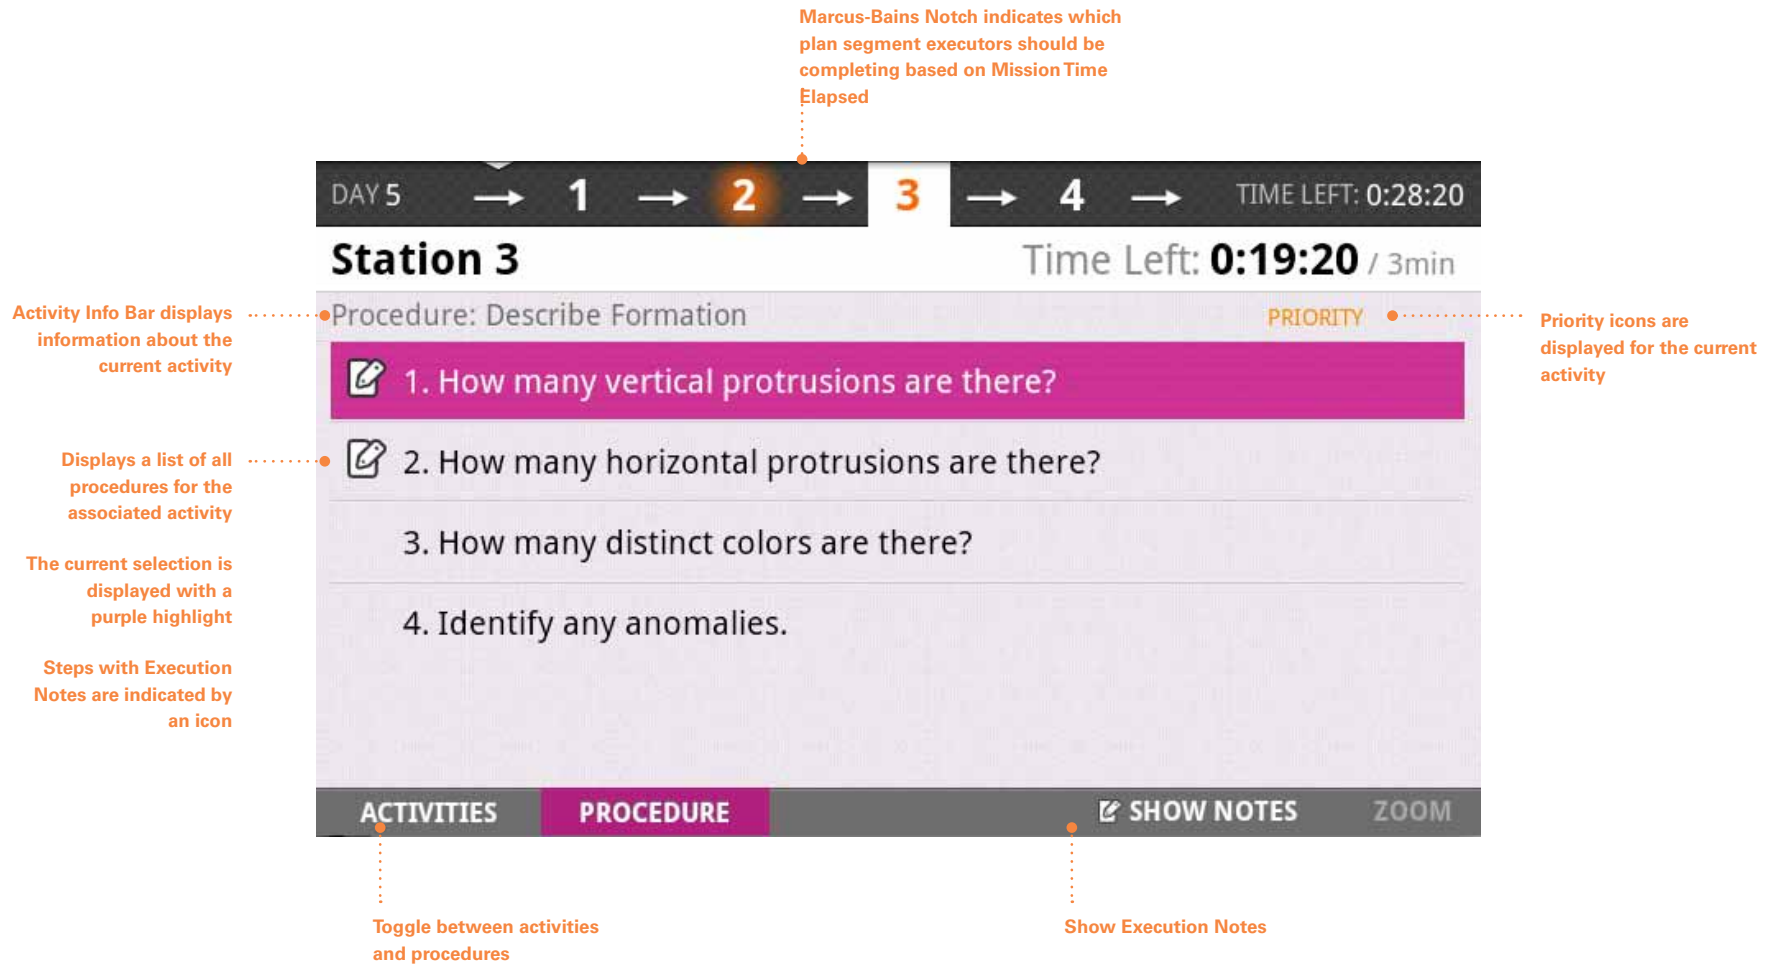 Marcus-Bains Notch indicates which
plan segment executors should be
completing based on Mission Time
Elapsed
DAY 5 → 1 → 2 → 3 → 4 → TIME LEFT: 0:28:20
Station 3
Time Left: 0:19:20 / 3min
Procedure: Describe Formation
PRIORITY
1. How many vertical protrusions are there?
2. How many horizontal protrusions are there?
3. How many distinct colors are there?
4. Identify any anomalies.
ACTIVITIES PROCEDURE SHOW NOTES ZOOM
Activity Info Bar displays
information about the
current activity
Displays a list of all
procedures for the
associated activity
The current selection is
displayed with a
purple highlight
Steps with Execution
Notes are indicated by
an icon
Priority icons are
displayed for the current
activity
Toggle between activities
and procedures
Show Execution Notes